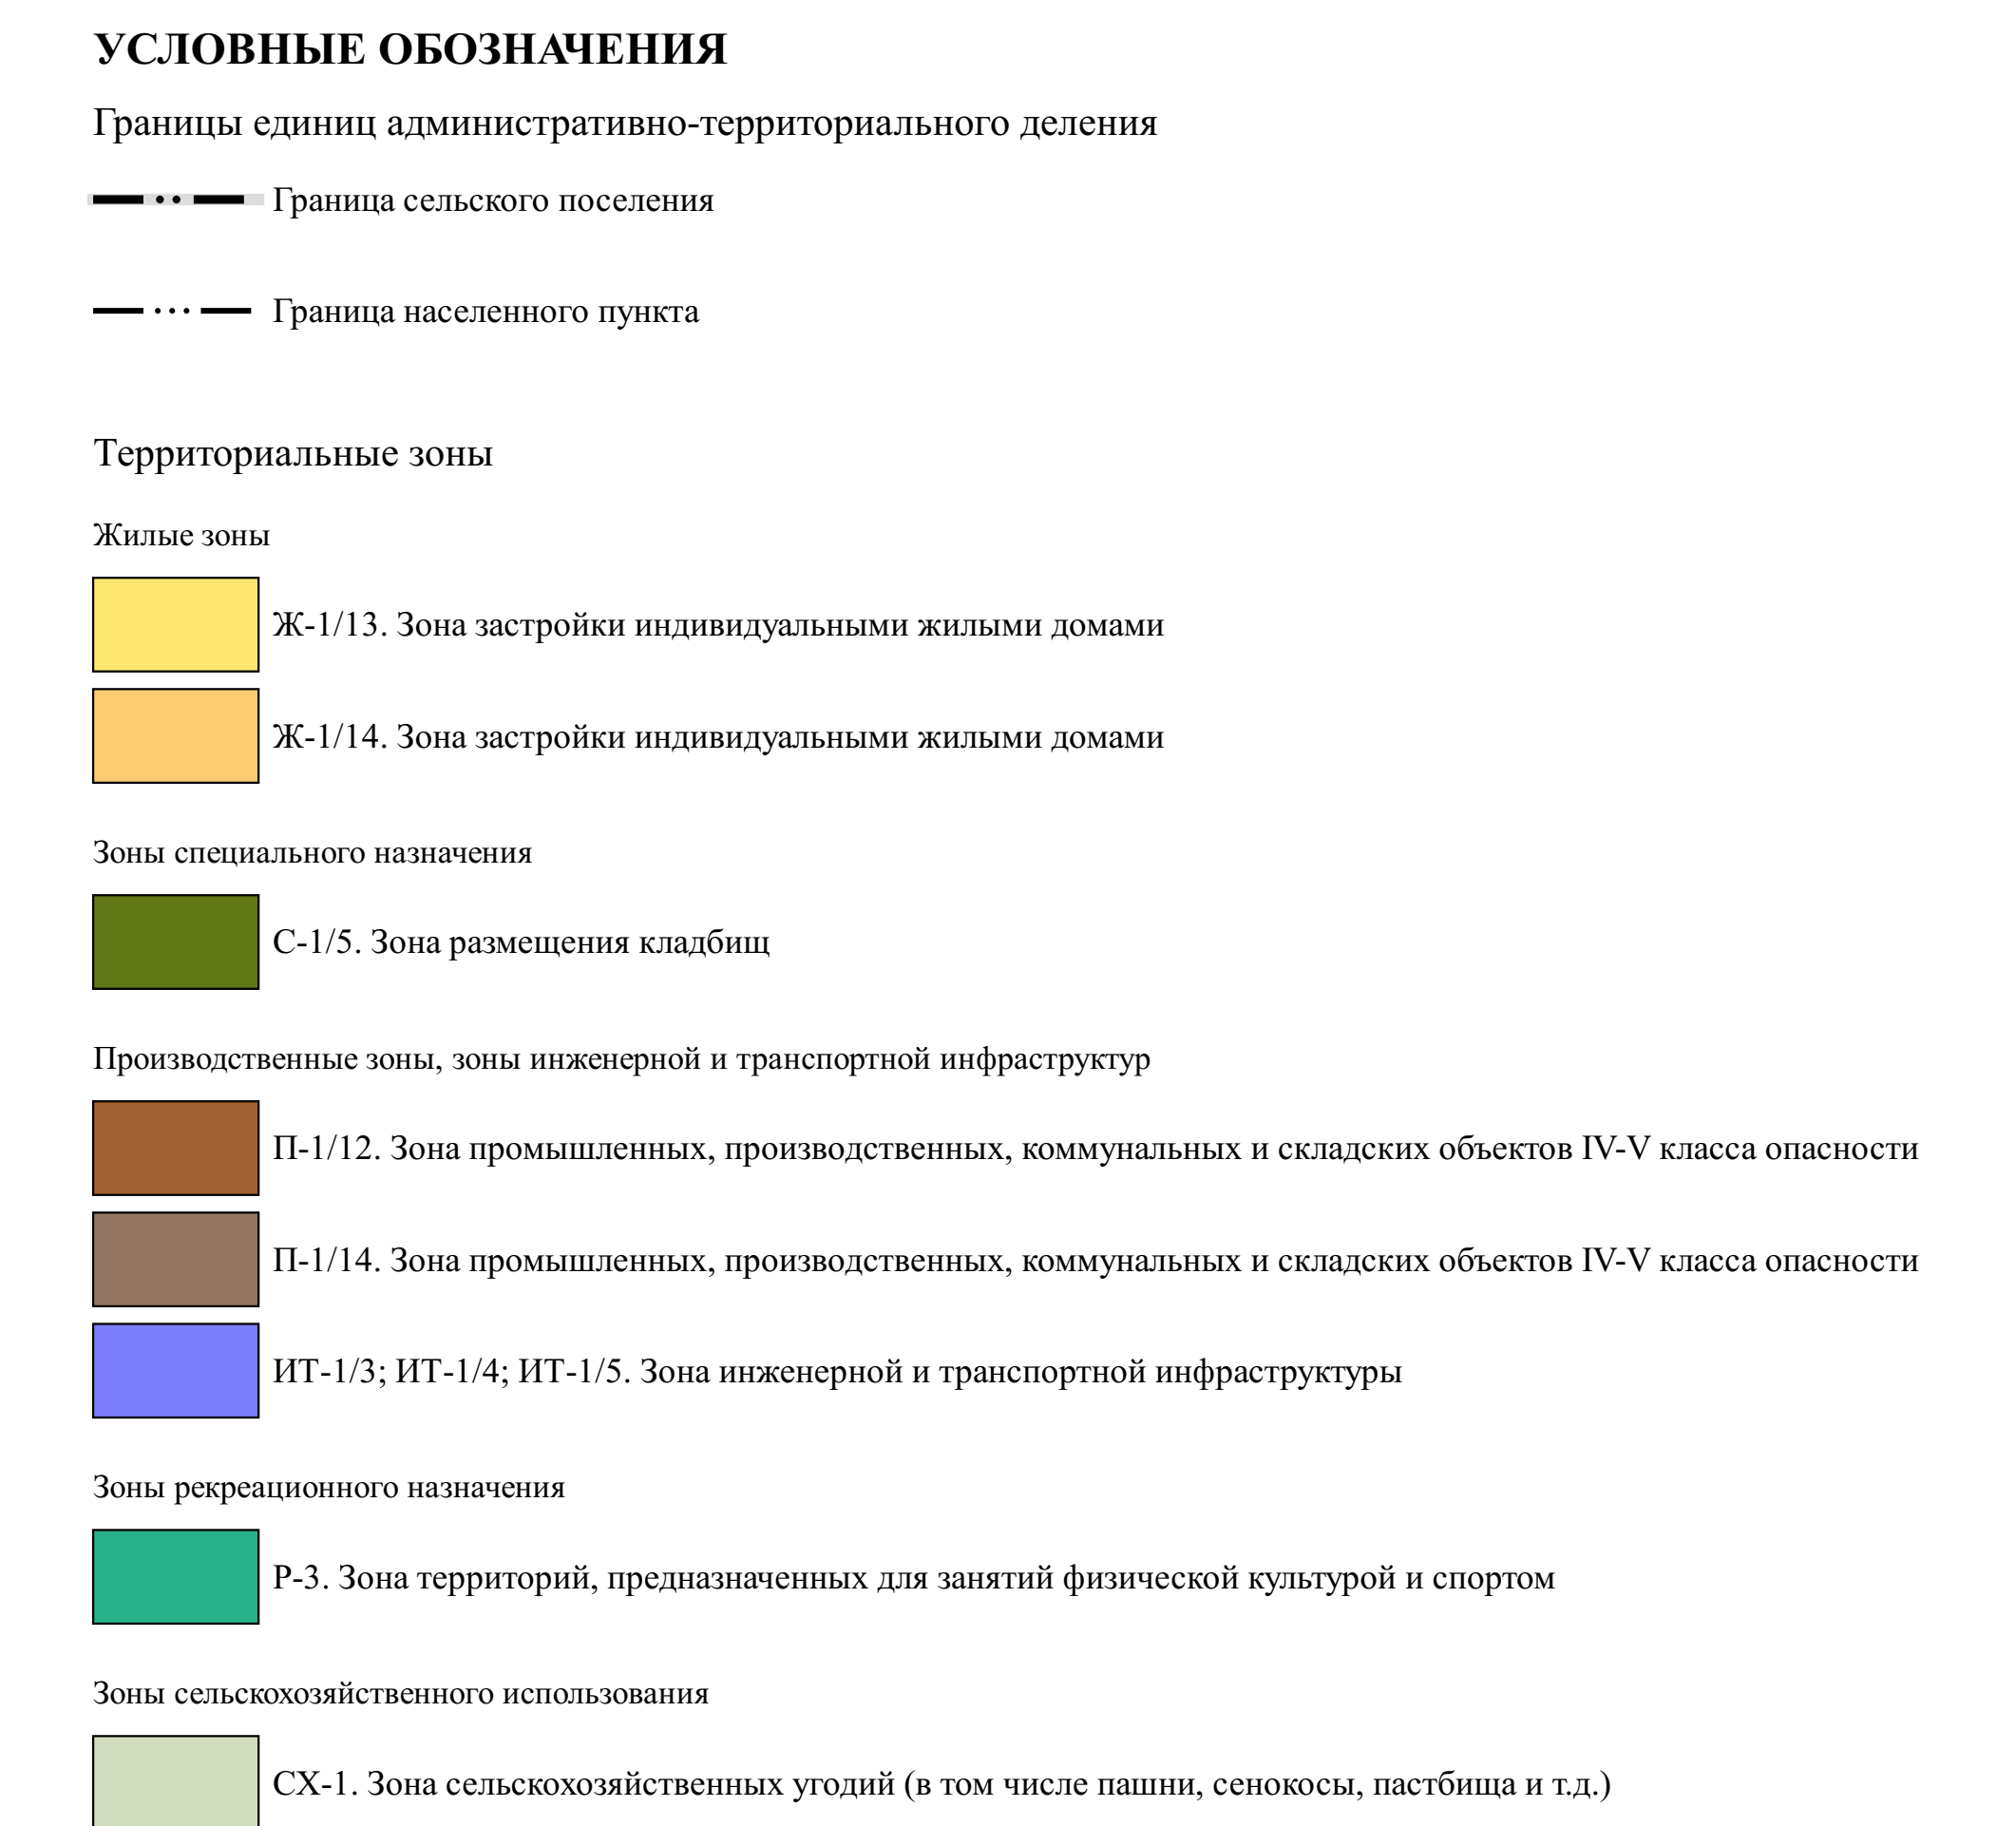 УСЛОВНЫЕ ОБОЗНАЧЕНИЯ
Границы единиц административно-территориального деления
Граница сельского поселения
Граница населенного пункта
Территориальные зоны
Жилые зоны
Ж-1/13. Зона застройки индивидуальными жилыми домами
Ж-1/14. Зона застройки индивидуальными жилыми домами
Зоны специального назначения
С-1/5. Зона размещения кладбищ
Производственные зоны, зоны инженерной и транспортной инфраструктур
П-1/12. Зона промышленных, производственных, коммунальных и складских объектов IV-V класса опасности
П-1/14. Зона промышленных, производственных, коммунальных и складских объектов IV-V класса опасности
ИТ-1/3; ИТ-1/4; ИТ-1/5. Зона инженерной и транспортной инфраструктуры
Зоны рекреационного назначения
Р-3. Зона территорий, предназначенных для занятий физической культурой и спортом
Зоны сельскохозяйственного использования
СХ-1. Зона сельскохозяйственных угодий (в том числе пашни, сенокосы, пастбища и т.д.)